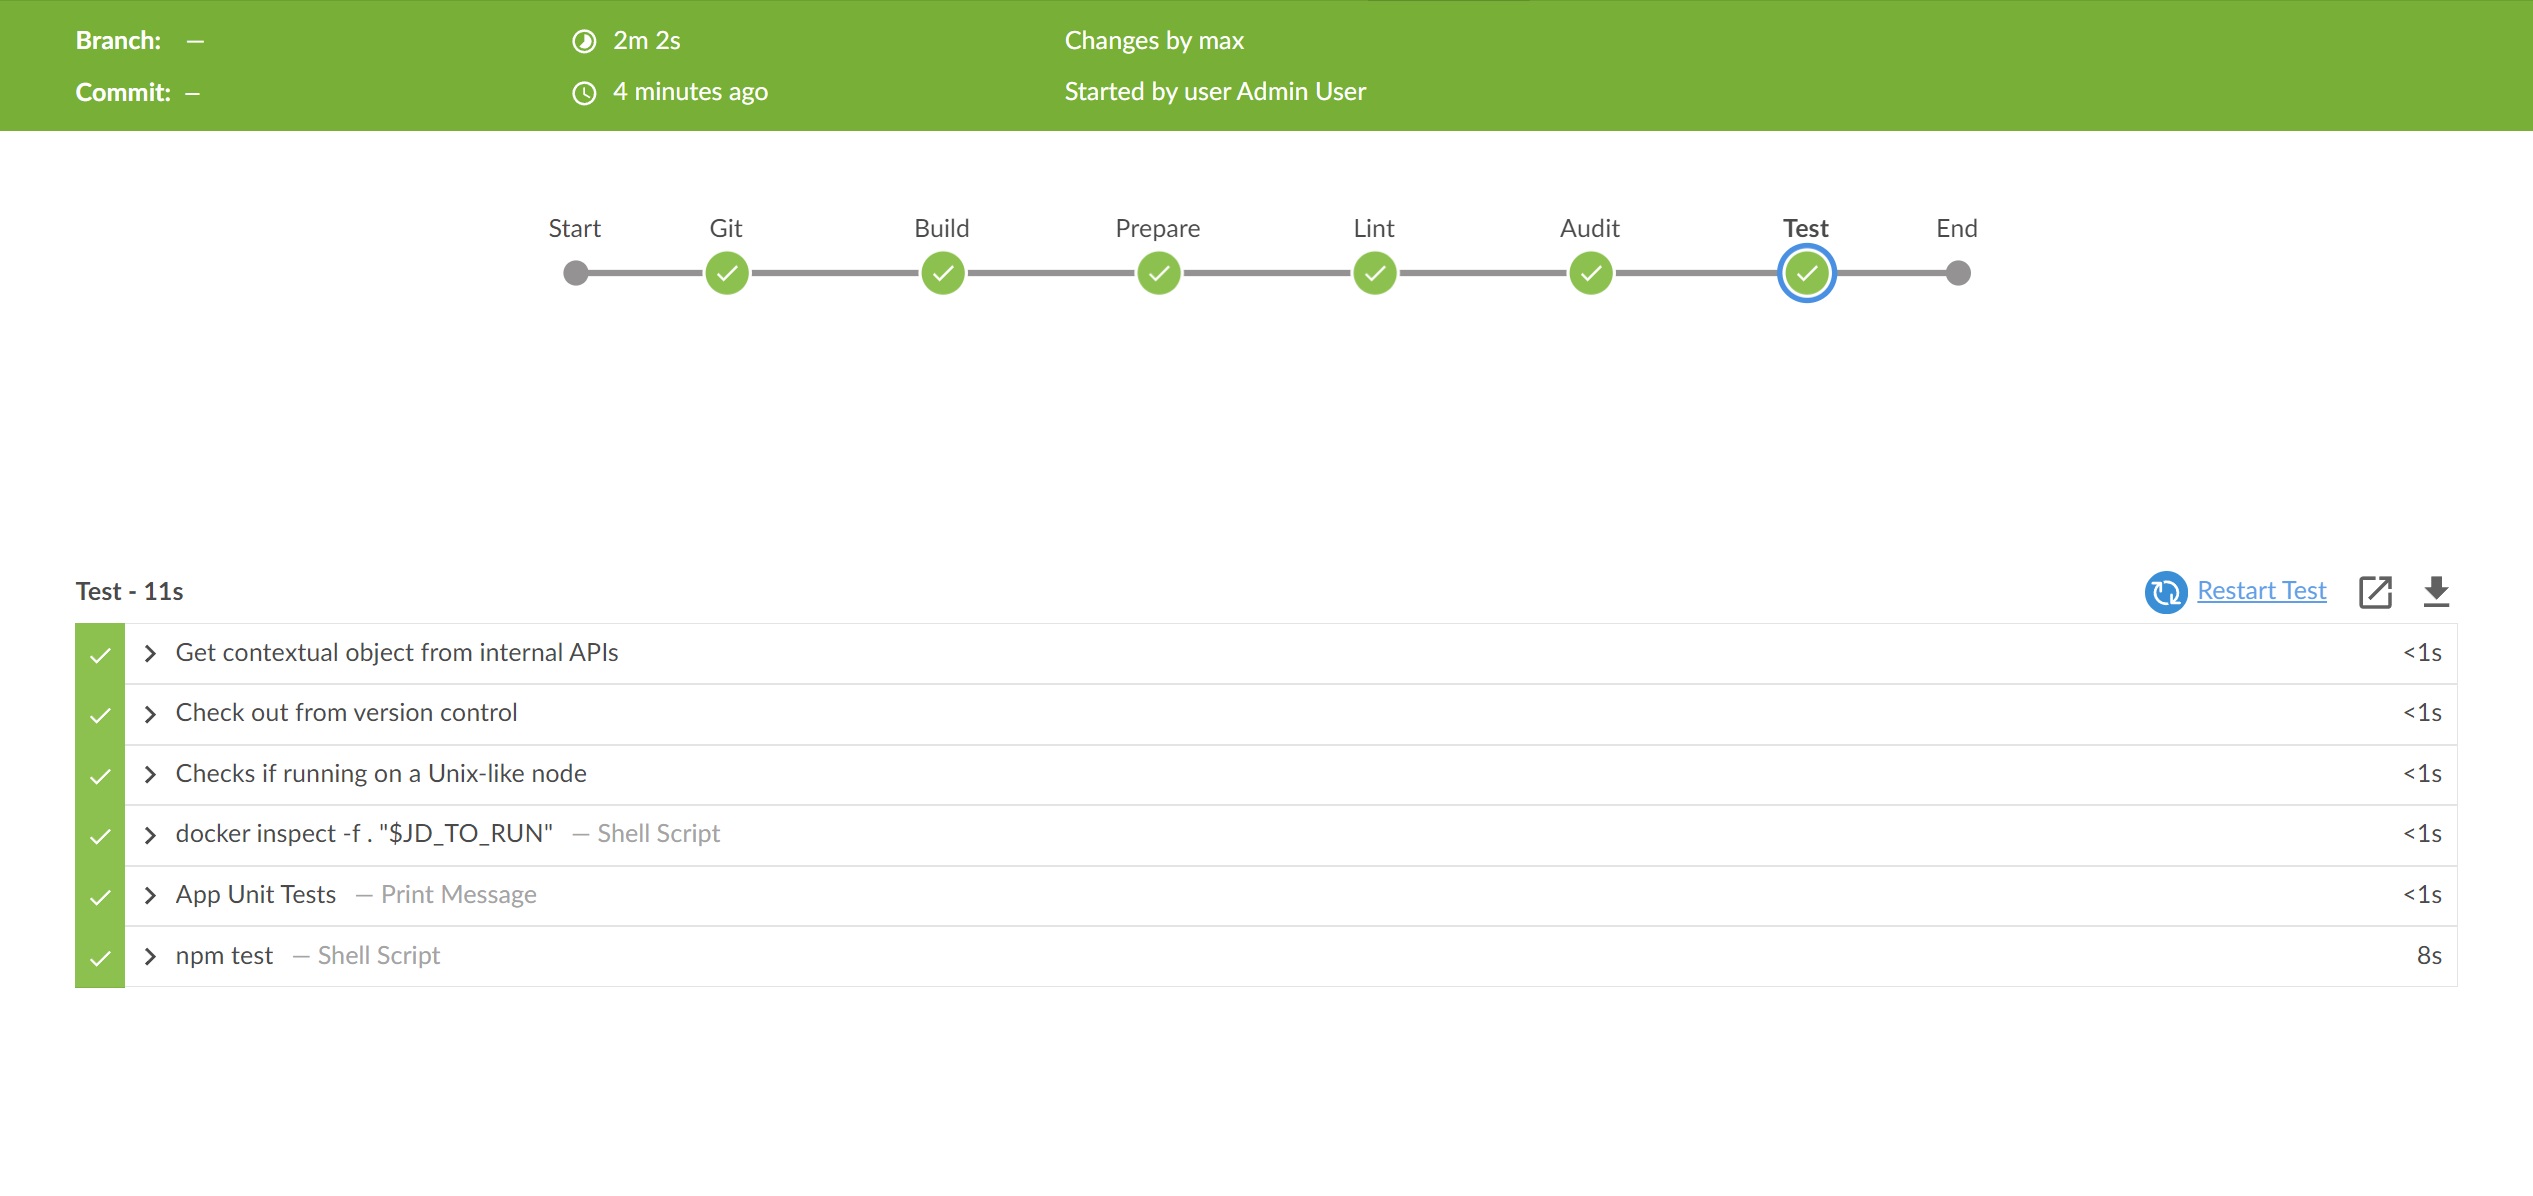 Branch: — 2m 2s Changes by max
Commit: — 4 minutes ago Started by user Admin User
Start Git Build Prepare Lint Audit Test End
Test - 11s Restart Test
Get contextual object from internal APIs <1s
Check out from version control <1s
Checks if running on a Unix-like node <1s
docker inspect -f . "$JD_TO_RUN" — Shell Script <1s
App Unit Tests — Print Message <1s
npm test — Shell Script 8s